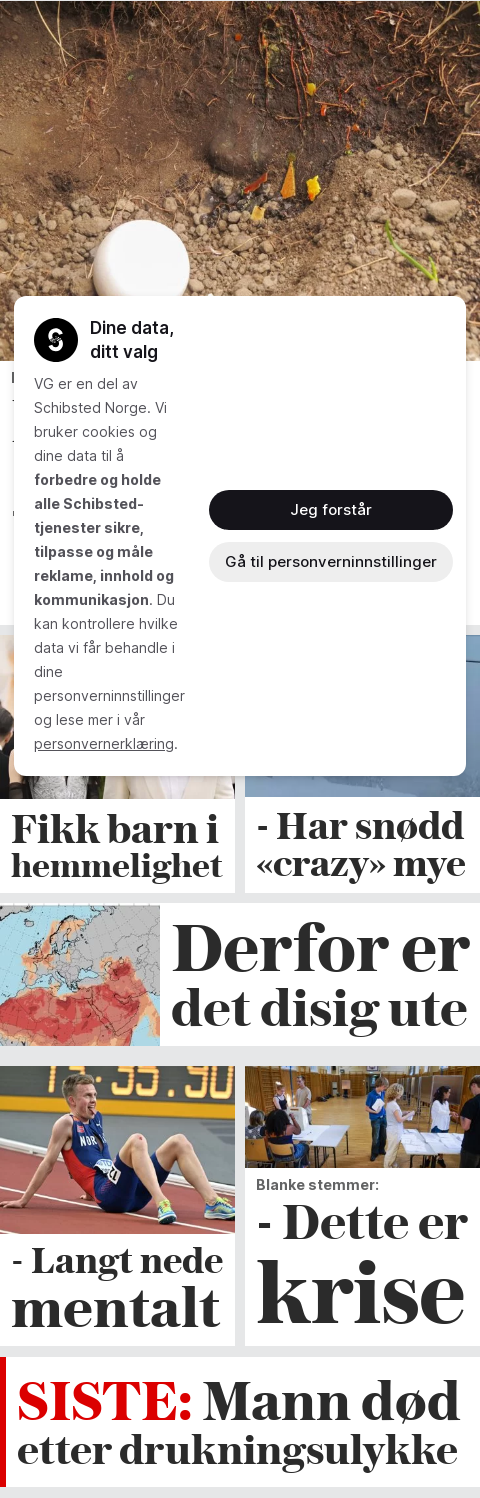 Dine data,
ditt valg
VG er en del av
Schibsted Norge. Vi
bruker cookies og
dine data til å
forbedre og holde
alle Schibsted-
tjenester sikre,
tilpasse og måle
reklame, innhold og
kommunikasjon. Du
kan kontrollere hvilke
data vi får behandle i
dine
personverninnstillinger
og lese mer i vår
personvernerklæring.
Jeg forstår
Gå til personverninnstillinger
Fikk barn i
hemmelighet
- Har snødd
«crazy» mye
Derfor er
det disig ute
- Langt nede
mentalt
Blanke stemmer:
- Dette er
krise
SISTE: Mann død
etter drukningsulykke